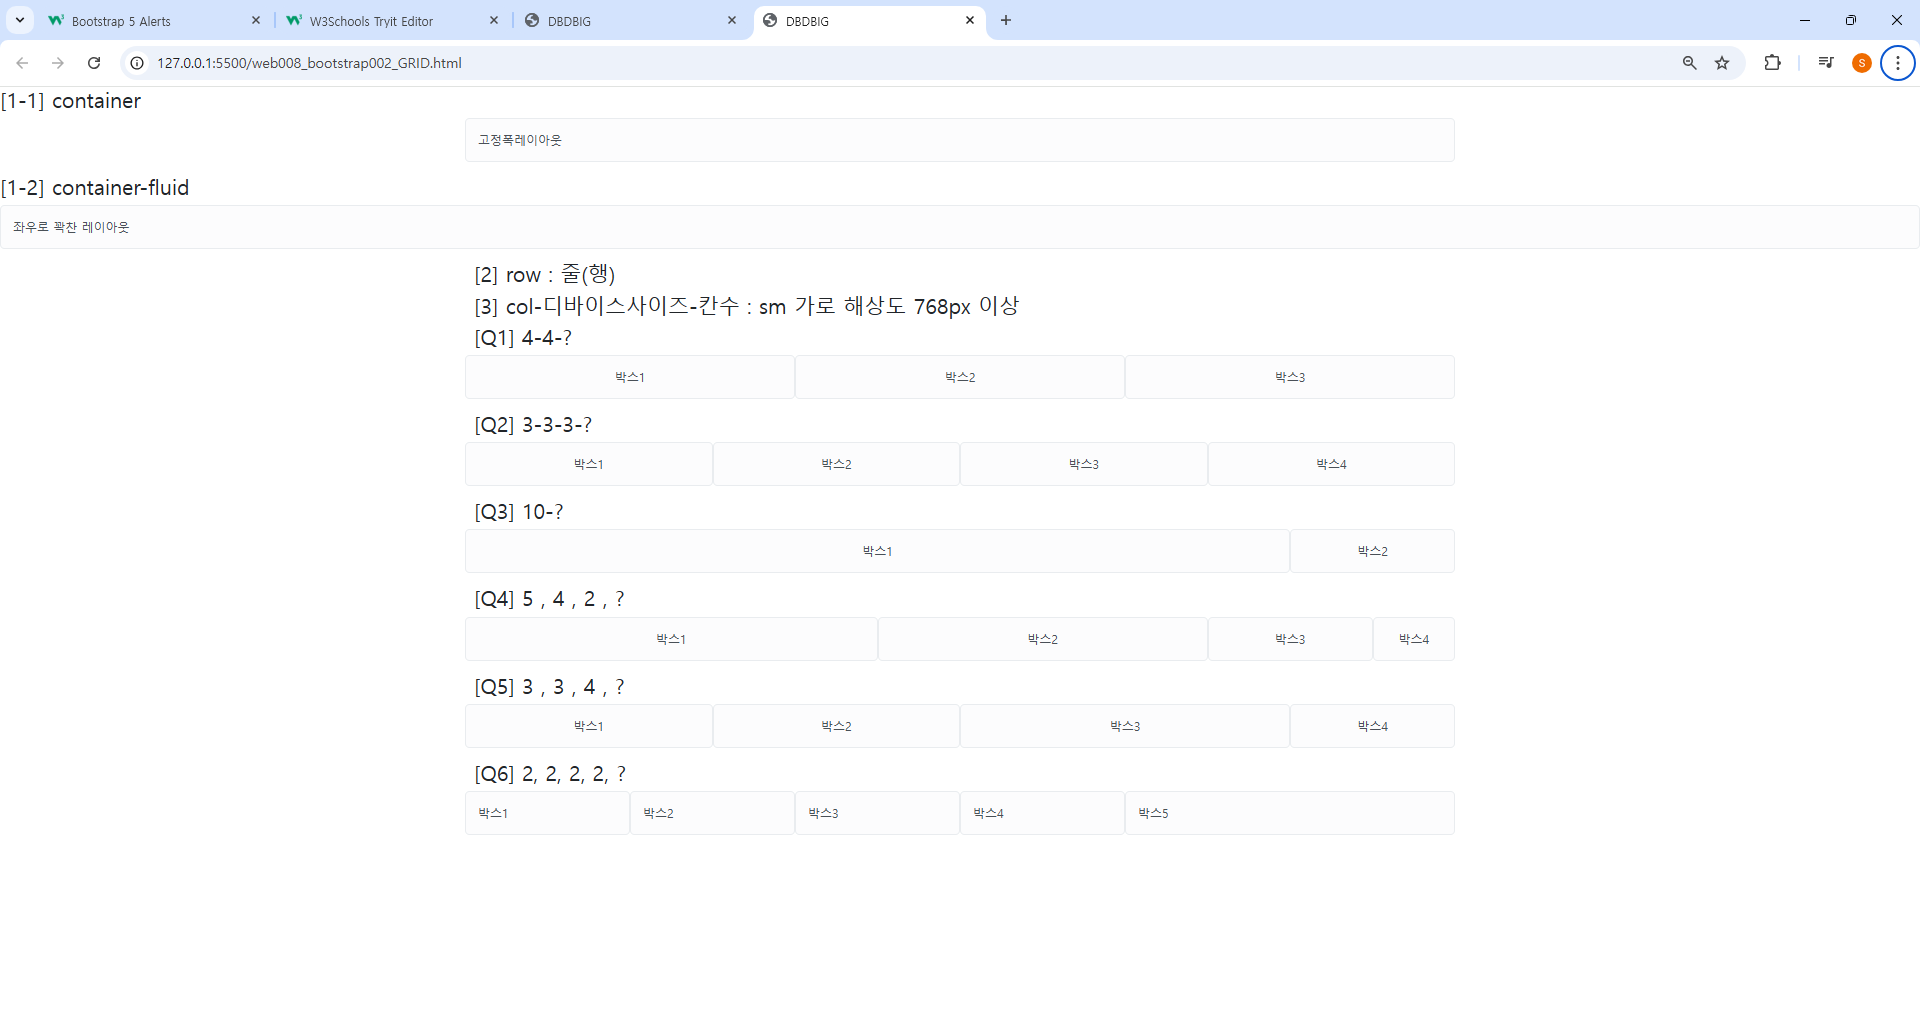 Bootstrap 5 Alerts
W3Schools Tryit Editor
DBDBIG
DBDBIG
127.0.0.1:5500/web008_bootstrap002_GRID.html
S
[1-1] container
고정폭레이아웃
[1-2] container-fluid
좌우로 꽉찬 레이아웃
[2] row : 줄(행)
[3] col-디바이스사이즈-칸수 : sm 가로 해상도 768px 이상
[Q1] 4-4-?
박스1 박스2 박스3
[Q2] 3-3-3-?
박스1 박스2 박스3 박스4
[Q3] 10-?
박스1 박스2
[Q4] 5 , 4 , 2 , ?
박스1 박스2 박스3 박스4
[Q5] 3 , 3 , 4 , ?
박스1 박스2 박스3 박스4
[Q6] 2, 2, 2, 2, ?
박스1 박스2 박스3 박스4 박스5